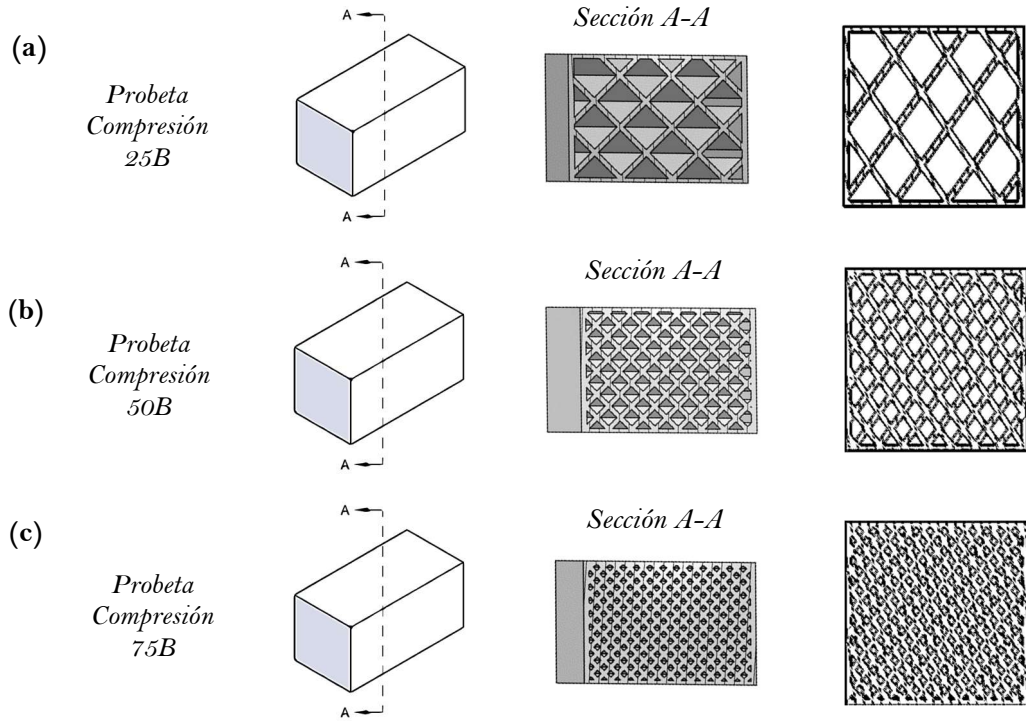 (a)
Probeta
Compresión
25B
A
A
Sección A-A
(b)
Probeta
Compresión
50B
A
A
Sección A-A
(c)
Probeta
Compresión
75B
A
A
Sección A-A